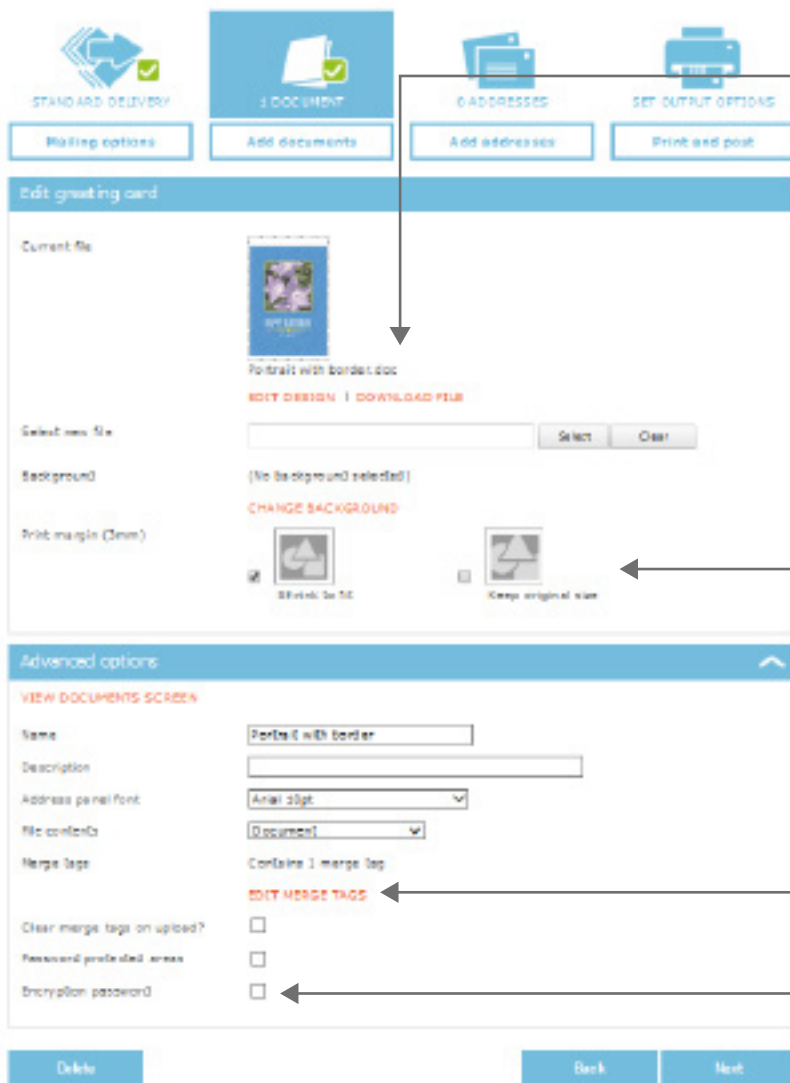 STANDARD DELIVERY
1 DOCUMENT
0 ADDRESSES
SET OUTPUT OPTIONS
Mailing options
Add documents
Add addresses
Print and post
Edit greeting card
Current file
Portrait with border.doc
EDIT DESIGN | DOWNLOAD FILE
Select new file
Select
Clear
Background
(No background selected)
CHANGE BACKGROUND
Print margin (3mm)
Shrink to fit
Keep original size
Advanced options
VIEW DOCUMENTS SCREEN
Name
Portrait with border
Description
Address panel font
Arial 10pt
File contents
Document
Merge tags
Contains 1 merge tag
EDIT MERGE TAGS
Clear merge tags on upload?
Password protected areas
Encryption password
Delete
Back
Next